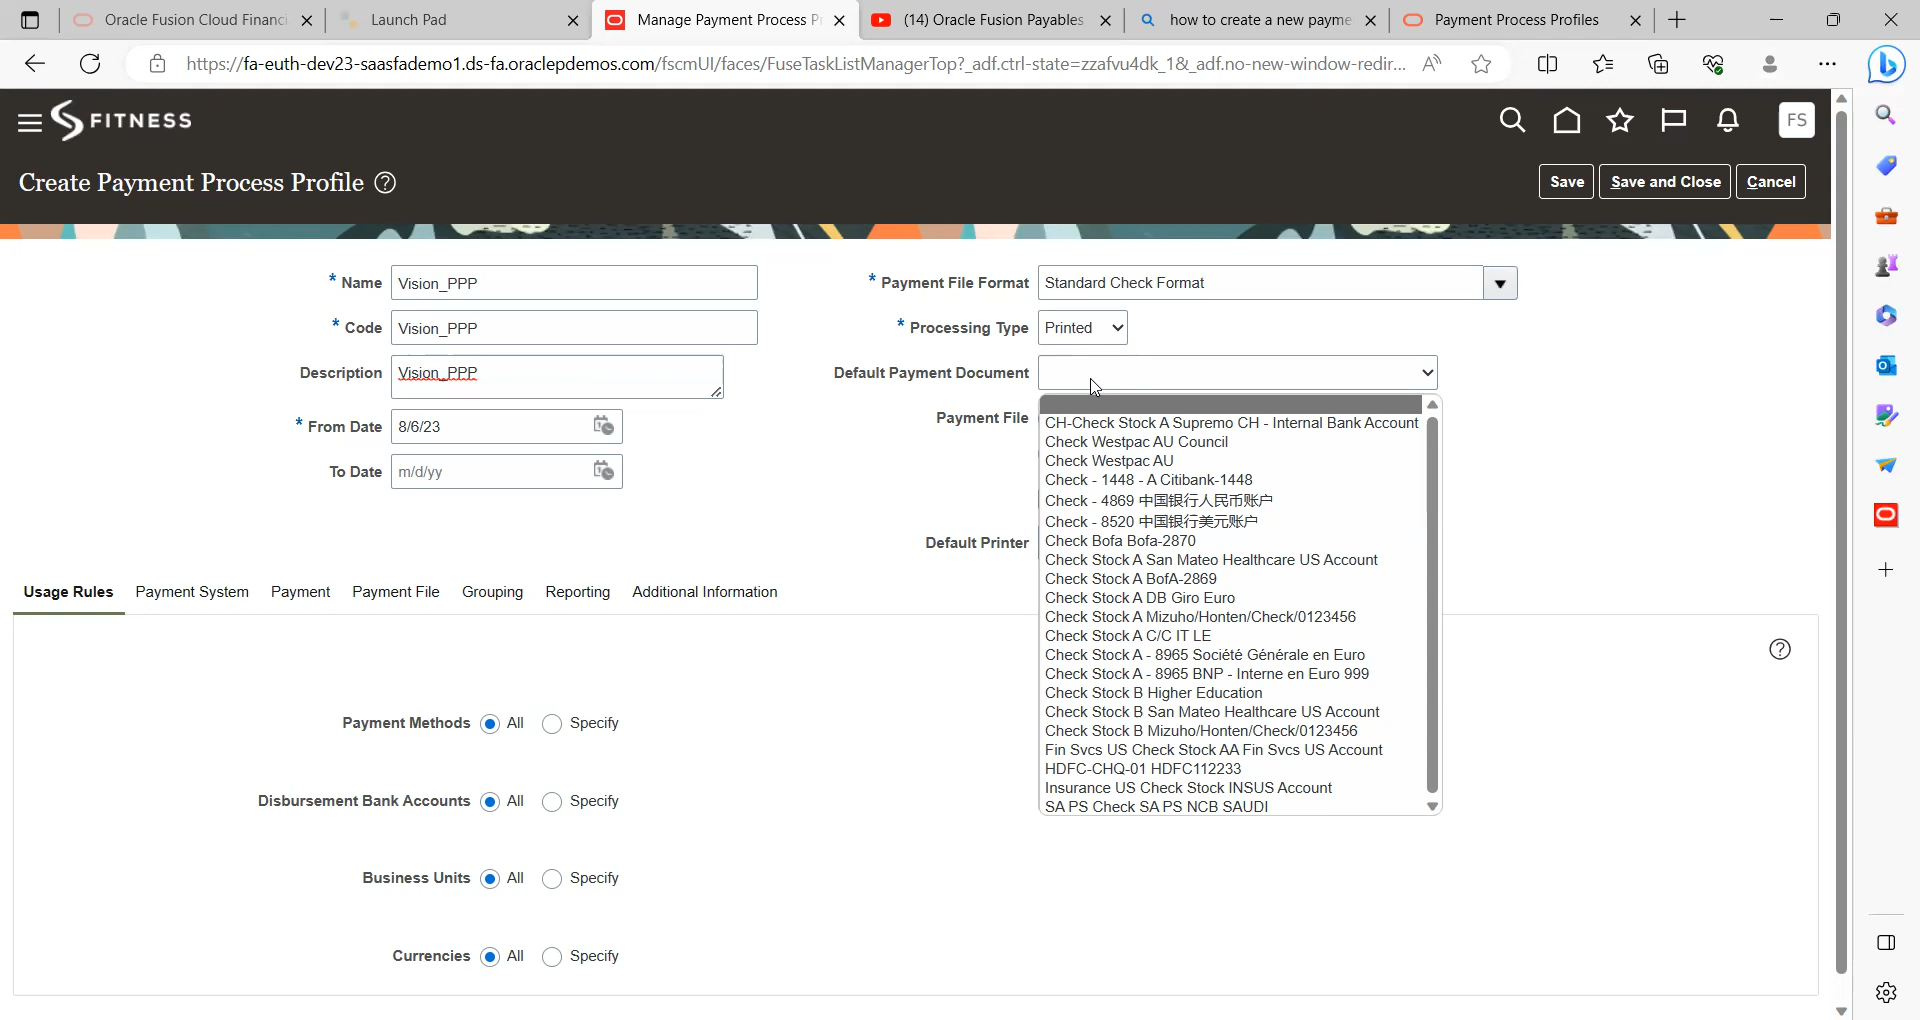 Oracle Fusion Cloud Financi
Launch Pad
Manage Payment Process P
(14) Oracle Fusion Payables
how to create a new payme
Payment Process Profiles
https://fa-euth-dev23-saasfademo1.ds-fa.oraclepdemos.com/fscmUI/faces/FuseTaskListManagerTop?_adf.ctrl-state=zzafvu4dk_1&_adf.no-new-window-redir...
FITNESS
FS
Create Payment Process Profile
Save
Save and Close
Cancel
* Name Vision_PPP
* Code Vision_PPP
Description Vision_PPP
* From Date 8/6/23
To Date m/d/yy
* Payment File Format Standard Check Format
* Processing Type Printed
Default Payment Document
Payment File
Default Printer
CH-Check Stock A Supremo CH - Internal Bank Account
Check Westpac AU Council
Check Westpac AU
Check - 1448 - A Citibank-1448
Check - 4869 中国银行人民币账户
Check - 8520 中国银行美元账户
Check Bofa Bofa-2870
Check Stock A San Mateo Healthcare US Account
Check Stock A BofA-2869
Check Stock A DB Giro Euro
Check Stock A Mizuho/Honten/Check/0123456
Check Stock A C/C IT LE
Check Stock A - 8965 Société Générale en Euro
Check Stock A - 8965 BNP - Interne en Euro 999
Check Stock B Higher Education
Check Stock B San Mateo Healthcare US Account
Check Stock B Mizuho/Honten/Check/0123456
Fin Svcs US Check Stock AA Fin Svcs US Account
HDFC-CHQ-01 HDFC112233
Insurance US Check Stock INSUS Account
SA PS Check SA PS NCB SAUDI
Usage Rules Payment System Payment Payment File Grouping Reporting Additional Information
Payment Methods All Specify
Disbursement Bank Accounts All Specify
Business Units All Specify
Currencies All Specify